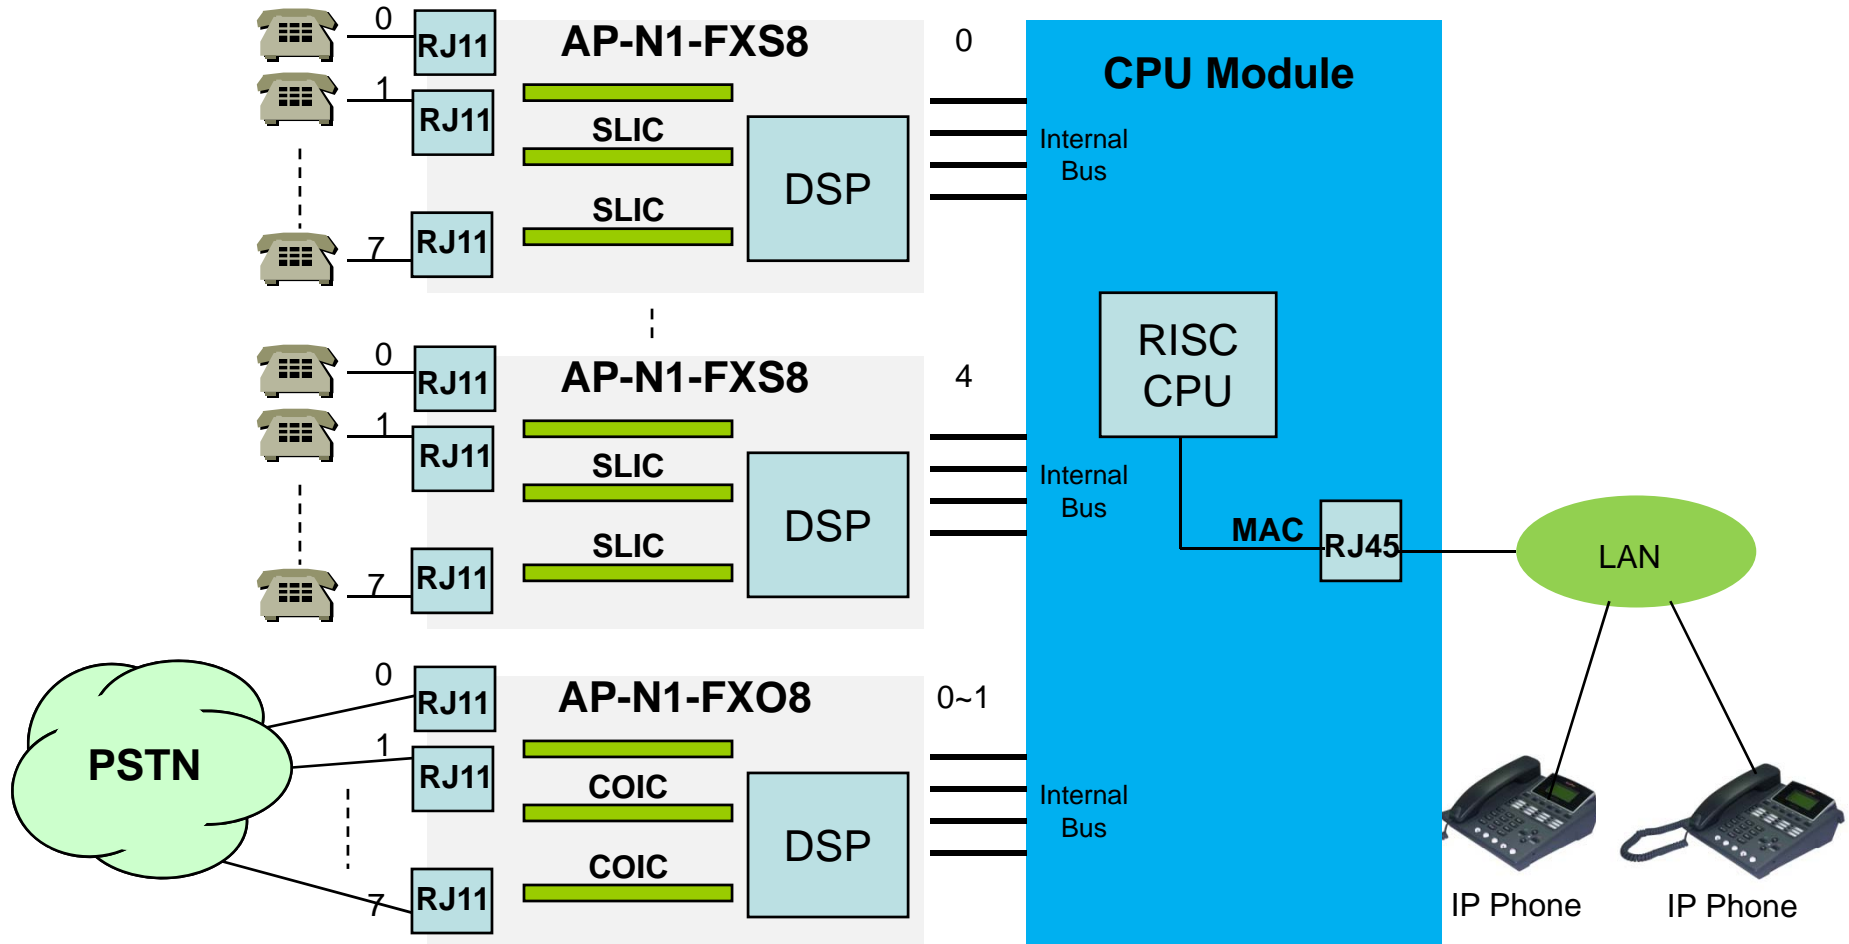 0
RJ11
AP-N1-FXS8
0
CPU Module
1
RJ11
SLIC
Internal
Bus
DSP
SLIC
7
RJ11
0
RJ11
AP-N1-FXS8
4
RISC
CPU
1
RJ11
SLIC
Internal
Bus
DSP
SLIC
MAC
RJ45
LAN
7
RJ11
0
RJ11
AP-N1-FXO8
0~1
PSTN
1
RJ11
COIC
Internal
Bus
DSP
COIC
7
RJ11
IP Phone
IP Phone